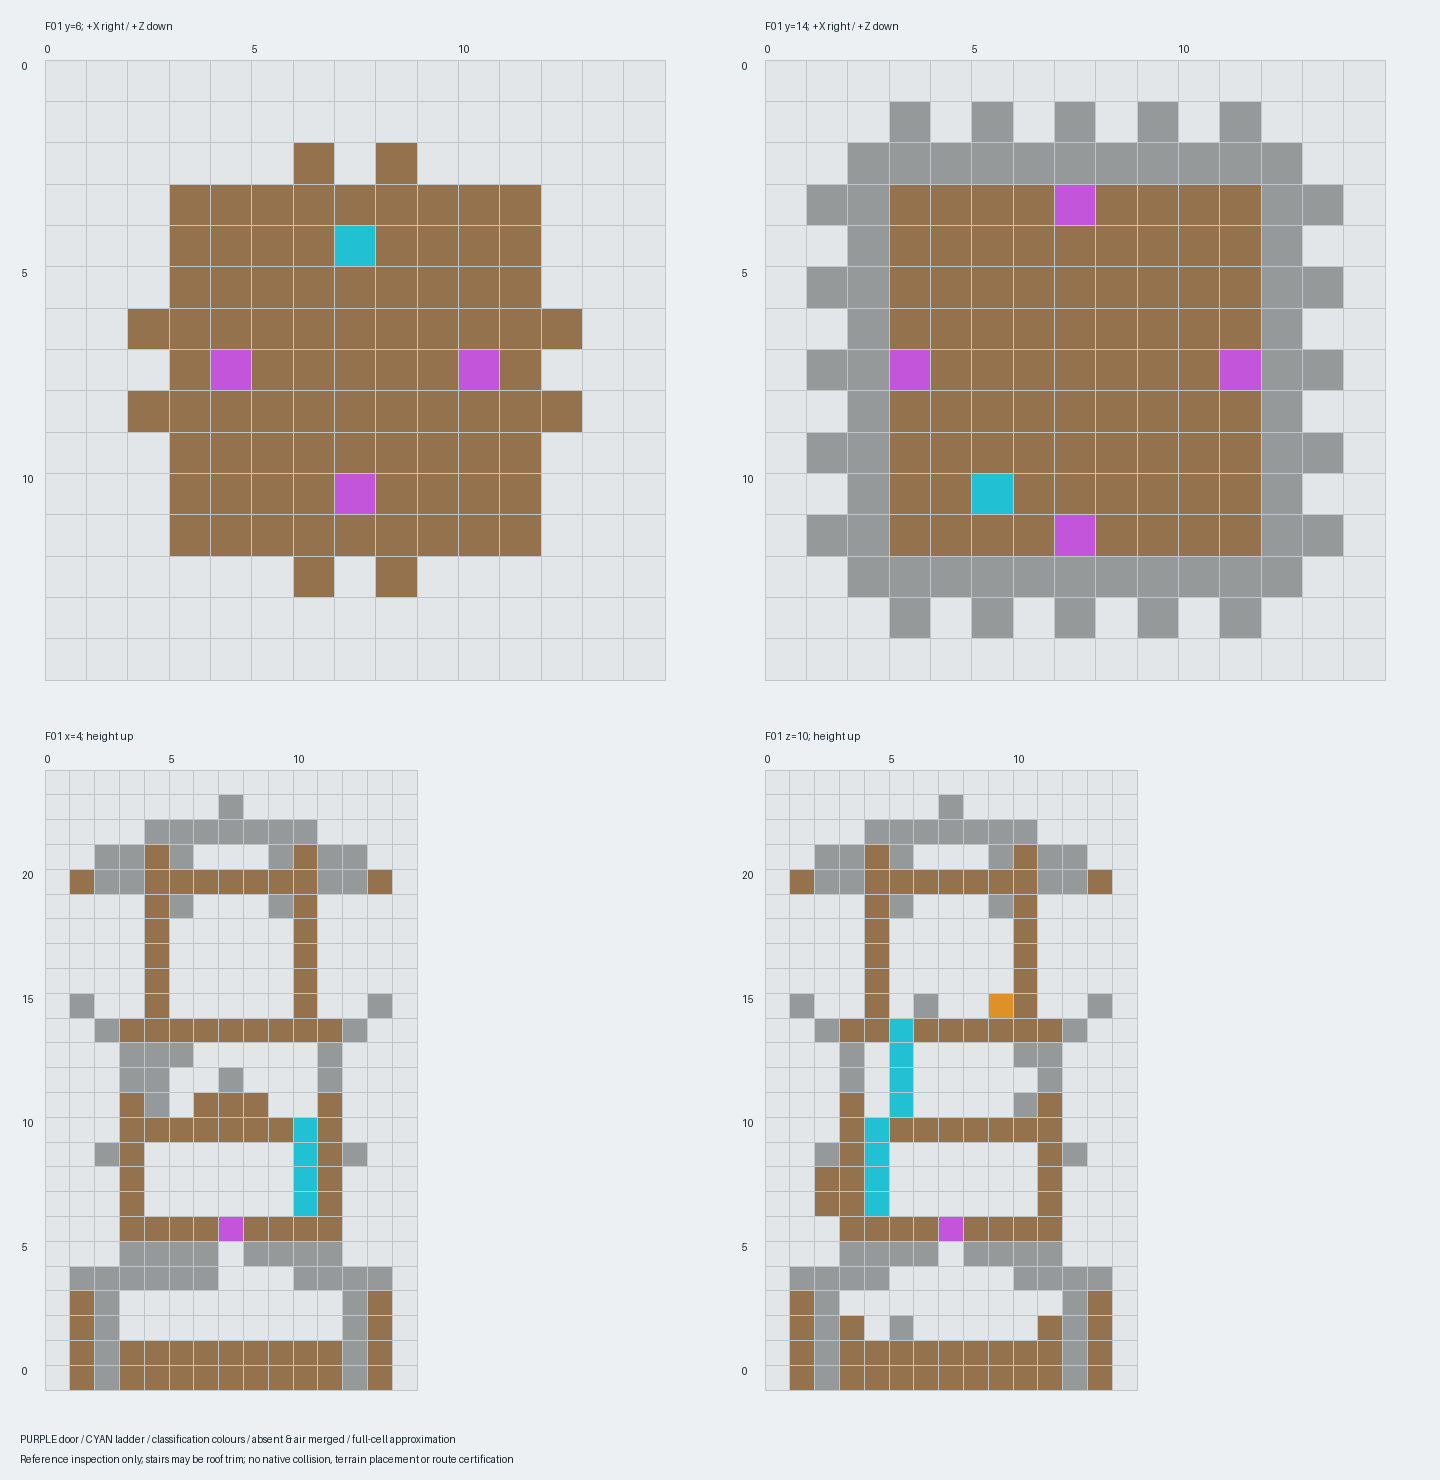 F01 y=6; +X right / +Z down
0 5 10
0
5
10
F01 y=14; +X right / +Z down
0 5 10
0
5
10
F01 x=4; height up
0 5 10
20
15
10
5
0
F01 z=10; height up
0 5 10
20
15
10
5
0
PURPLE door / CYAN ladder / classification colours / absent & air merged / full-cell approximation
Reference inspection only; stairs may be roof trim; no native collision, terrain placement or route certification